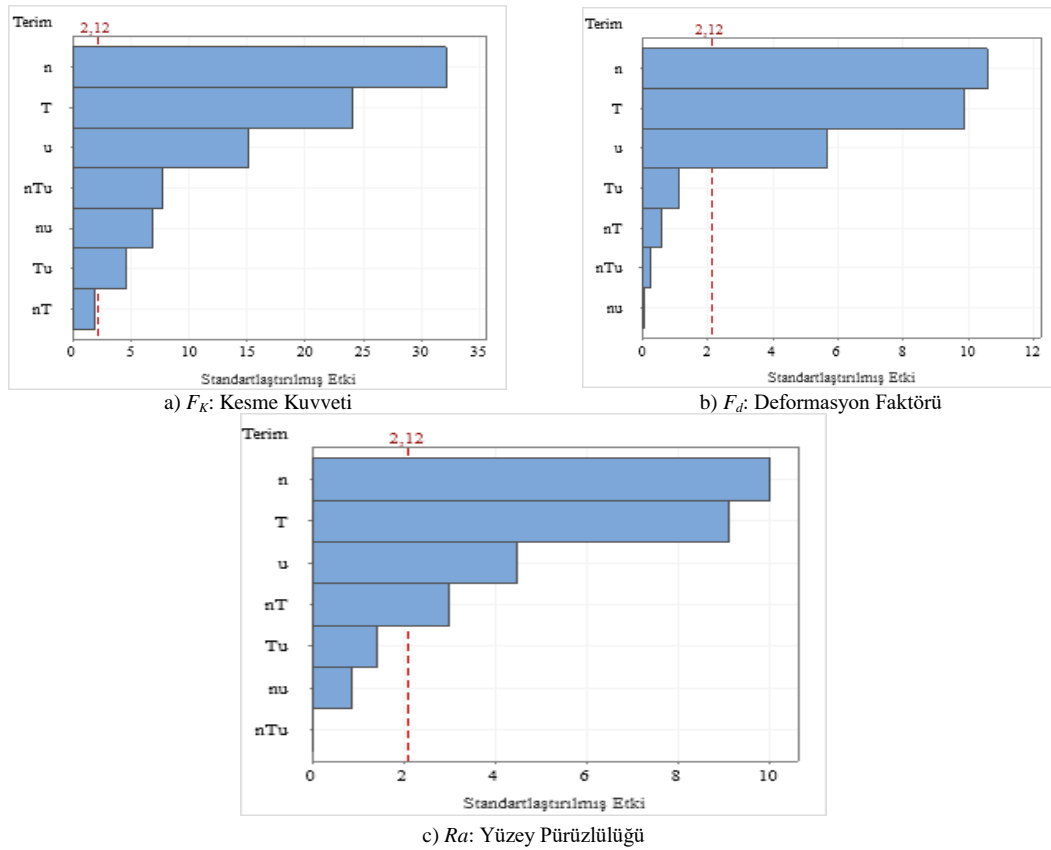 Terim
2,12
n
T
u
nTu
nu
Tu
nT
0 5 10 15 20 25 30 35
Standartlaştırılmış Etki
a) F_K: Kesme Kuvveti
Terim
2,12
n
T
u
Tu
nT
nTu
nu
0 2 4 6 8 10 12
Standartlaştırılmış Etki
b) F_d: Deformasyon Faktörü
Terim
2,12
n
T
u
nT
Tu
nu
nTu
0 2 4 6 8 10
Standartlaştırılmış Etki
c) Ra: Yüzey Pürüzlülüğü